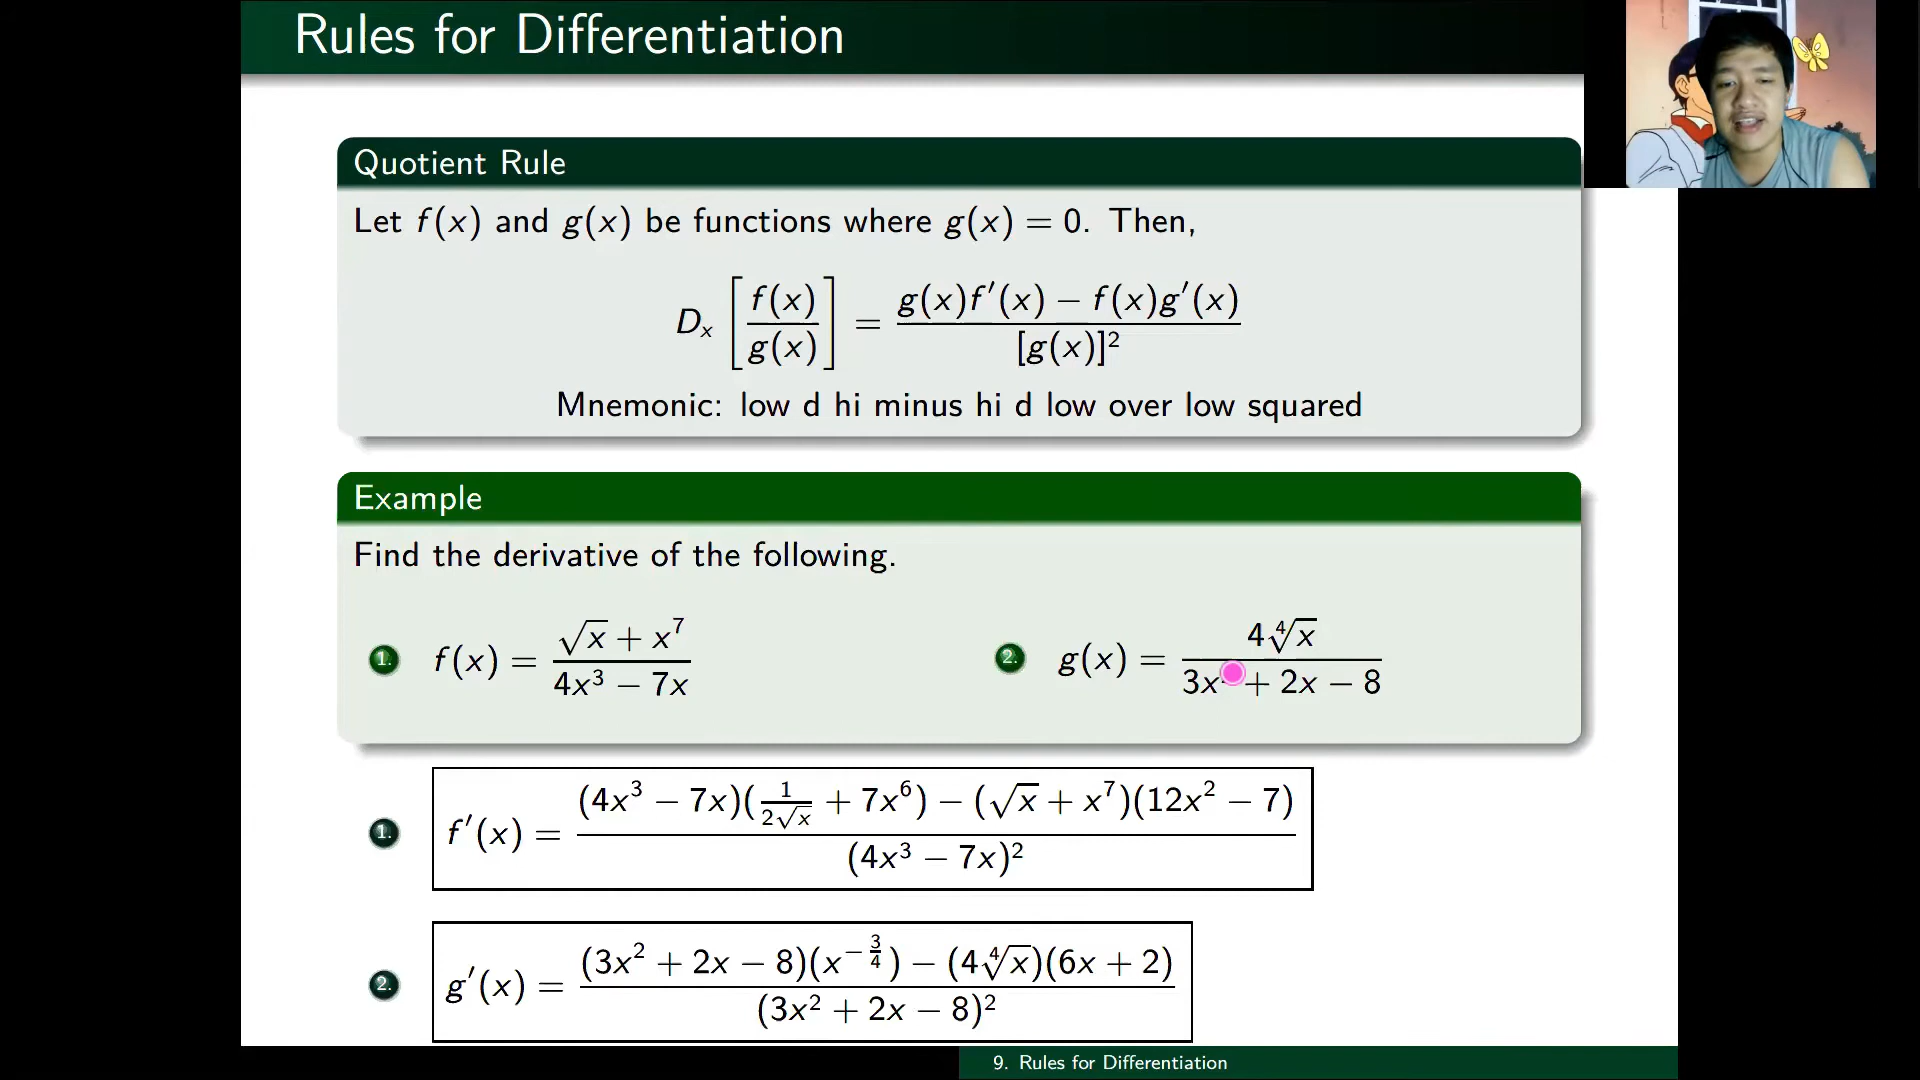 Rules for Differentiation
Quotient Rule
Let f(x) and g(x) be functions where g(x) = 0. Then,
D_x [f(x)/g(x)] = (g(x)f′(x) − f(x)g′(x))/[g(x)]²
Mnemonic: low d hi minus hi d low over low squared
Example
Find the derivative of the following.
1. f(x) = (√x + x⁷)/(4x³ − 7x)
2. g(x) = 4∜x/(3x + 2x − 8)
1. f′(x) = ((4x³ − 7x)(1/(2√x) + 7x⁶) − (√x + x⁷)(12x² − 7))/(4x³ − 7x)²
2. g′(x) = ((3x² + 2x − 8)(x^(−3/4)) − (4∜x)(6x + 2))/(3x² + 2x − 8)²
9. Rules for Differentiation